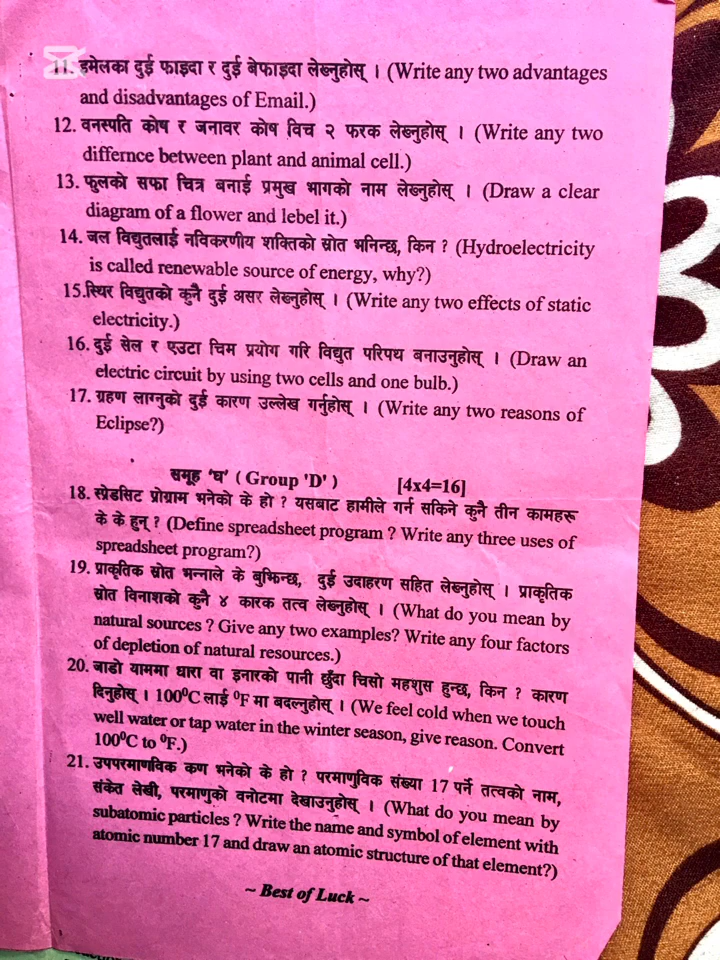 11. इमेलका दुई फाइदा र दुई बेफाइदा लेख्नुहोस् । (Write any two advantages
and disadvantages of Email.)
12. वनस्पति कोष र जनावर कोष विच २ फरक लेख्नुहोस् । (Write any two
differnce between plant and animal cell.)
13. फुलको सफा चित्र बनाई प्रमुख भागको नाम लेख्नुहोस् । (Draw a clear
diagram of a flower and lebel it.)
14. जल विद्युतलाई नविकरणीय शक्तिको स्रोत भनिन्छ, किन ? (Hydroelectricity
is called renewable source of energy, why?)
15.स्थिर विद्युतको कुनै दुई असर लेख्नुहोस् । (Write any two effects of static
electricity.)
16. दुई सेल र एउटा चिम प्रयोग गरि विद्युत परिपथ बनाउनुहोस् । (Draw an
electric circuit by using two cells and one bulb.)
17. ग्रहण लाग्नुको दुई कारण उल्लेख गर्नुहोस् । (Write any two reasons of
Eclipse?)
समूह 'घ' ( Group 'D' ) [4x4=16]
18. स्प्रेडसिट प्रोग्राम भनेको के हो ? यसबाट हामीले गर्न सकिने कुनै तीन कामहरू
के के हुन् ? (Define spreadsheet program ? Write any three uses of
spreadsheet program?)
19. प्राकृतिक स्रोत भन्नाले के बुझिन्छ, दुई उदाहरण सहित लेख्नुहोस् । प्राकृतिक
स्रोत विनाशको कुनै ४ कारक तत्व लेख्नुहोस् । (What do you mean by
natural sources ? Give any two examples? Write any four factors
of depletion of natural resources.)
20. जाडो याममा धारा वा इनारको पानी छुँदा चिसो महशुस हुन्छ, किन ? कारण
दिनुहोस् । 100⁰C लाई ⁰F मा बदल्नुहोस् । (We feel cold when we touch
well water or tap water in the winter season, give reason. Convert
100⁰C to ⁰F.)
21. उपपरमाणविक कण भनेको के हो ? परमाणुविक संख्या 17 पर्ने तत्वको नाम,
संकेत लेखी, परमाणुको वनोटमा देखाउनुहोस् । (What do you mean by
subatomic particles ? Write the name and symbol of element with
atomic number 17 and draw an atomic structure of that element?)
~ Best of Luck ~